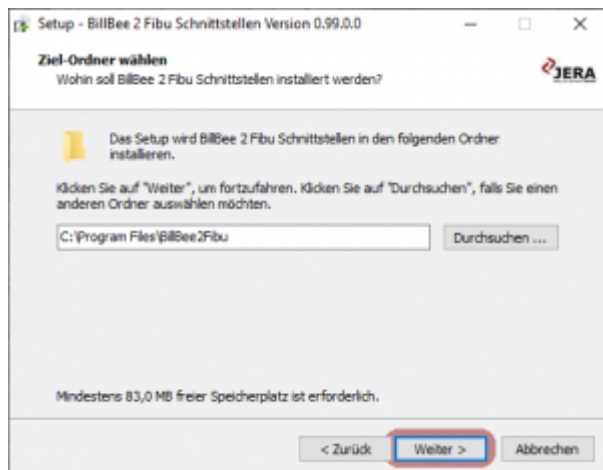 Setup - BillBee 2 Fibu Schnittstellen Version 0.99.0.0
Ziel-Ordner wählen
Wohin soll BillBee 2 Fibu Schnittstellen installiert werden?
JERA
Das Setup wird BillBee 2 Fibu Schnittstellen in den folgenden Ordner
installieren.
Klicken Sie auf "Weiter", um fortzufahren. Klicken Sie auf "Durchsuchen", falls Sie einen
anderen Ordner auswählen möchten.
C:\Program Files\BillBee2Fibu
Durchsuchen ...
Mindestens 83,0 MB freier Speicherplatz ist erforderlich.
< Zurück
Weiter >
Abbrechen